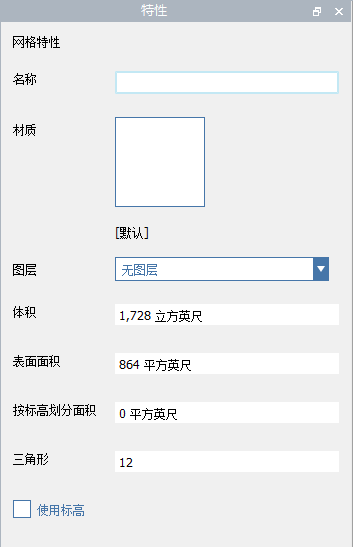 特性
网格特性
名称
材质
[默认]
图层
无图层
体积
1,728 立方英尺
表面面积
864 平方英尺
按标高划分面积
0 平方英尺
三角形
12
使用标高